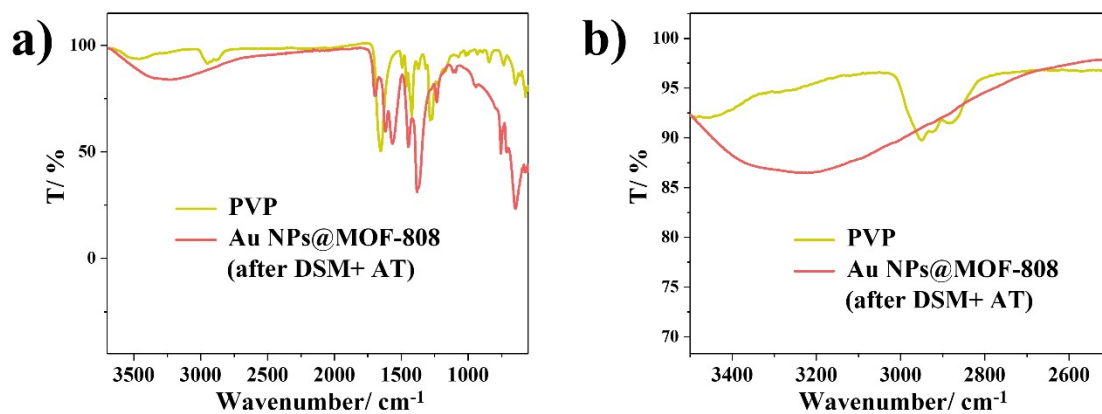 a)
100
50
0
T/ %
PVP
Au NPs@MOF-808
(after DSM+ AT)
3500 3000 2500 2000 1500 1000
Wavenumber/ cm-1
b)
100
95
90
85
80
75
70
T/ %
PVP
Au NPs@MOF-808
(after DSM+ AT)
3400 3200 3000 2800 2600
Wavenumber/ cm-1